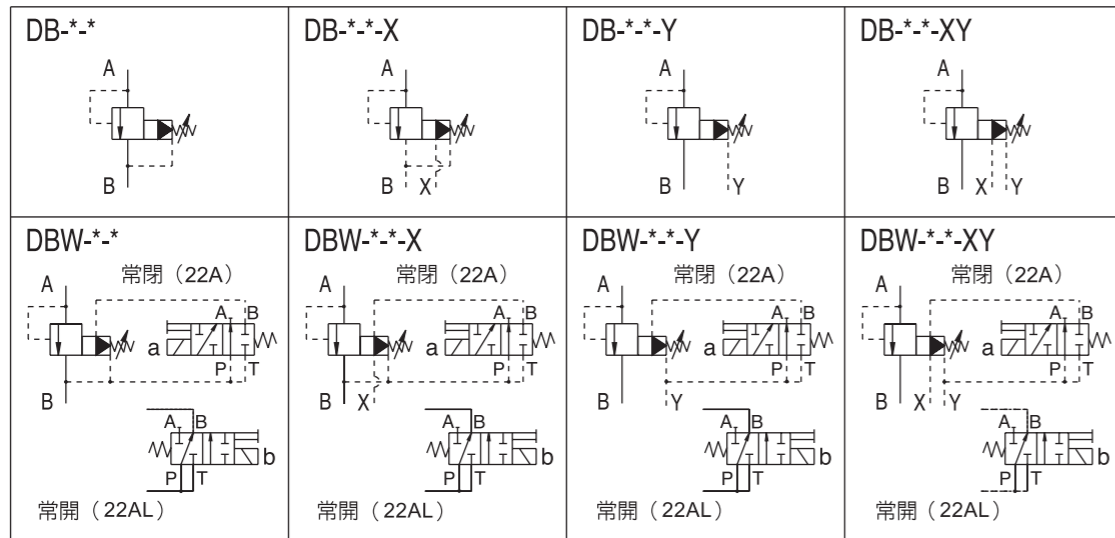 DB-*-*
A
B
DB-*-*-X
A
B X
DB-*-*-Y
A
B Y
DB-*-*-XY
A
B X Y
DBW-*-*
常閉（22A）
A
A B
a
P T
B
A B
b
P T
常開（22AL）
DBW-*-*-X
常閉（22A）
A
A B
a
P T
B X
A B
b
P T
常開（22AL）
DBW-*-*-Y
常閉（22A）
A
A B
a
P T
B Y
A B
b
P T
常開（22AL）
DBW-*-*-XY
常閉（22A）
A
A B
a
P T
B X Y
A B
b
P T
常開（22AL）